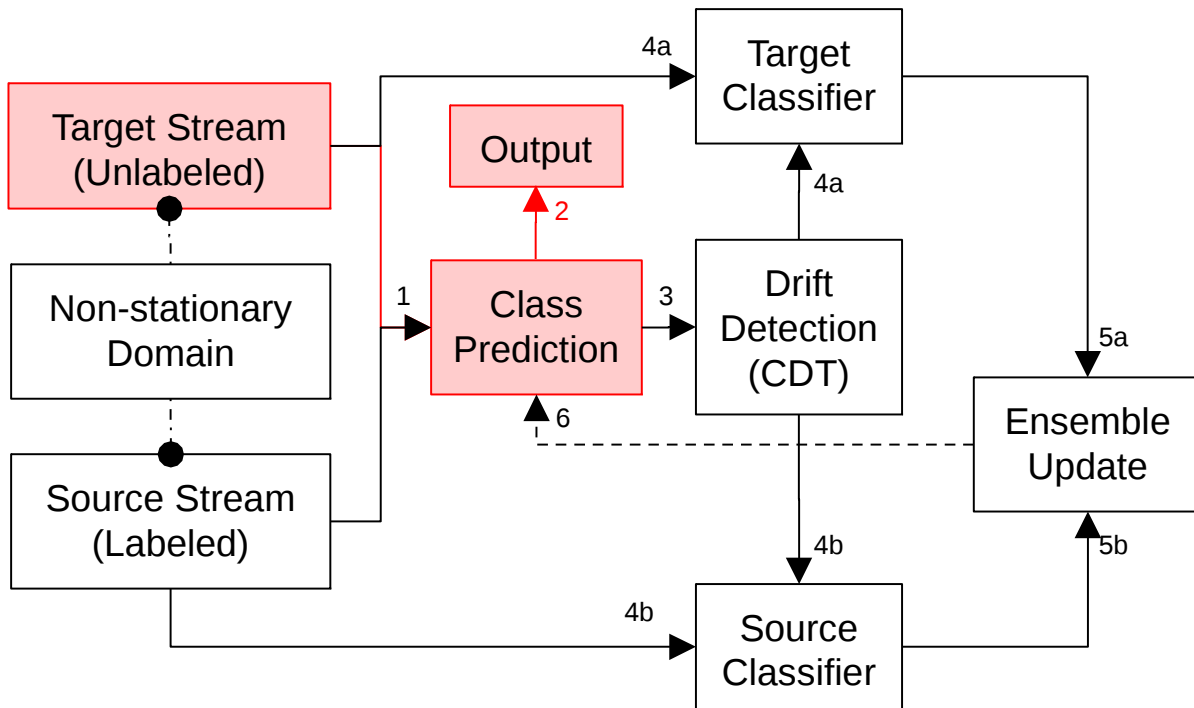 Target Stream
(Unlabeled)
Non-stationary
Domain
Source Stream
(Labeled)
1
Output
2
Class
Prediction
3
6
4a
Target
Classifier
4a
Drift
Detection
(CDT)
4b
4b
Source
Classifier
5a
Ensemble
Update
5b